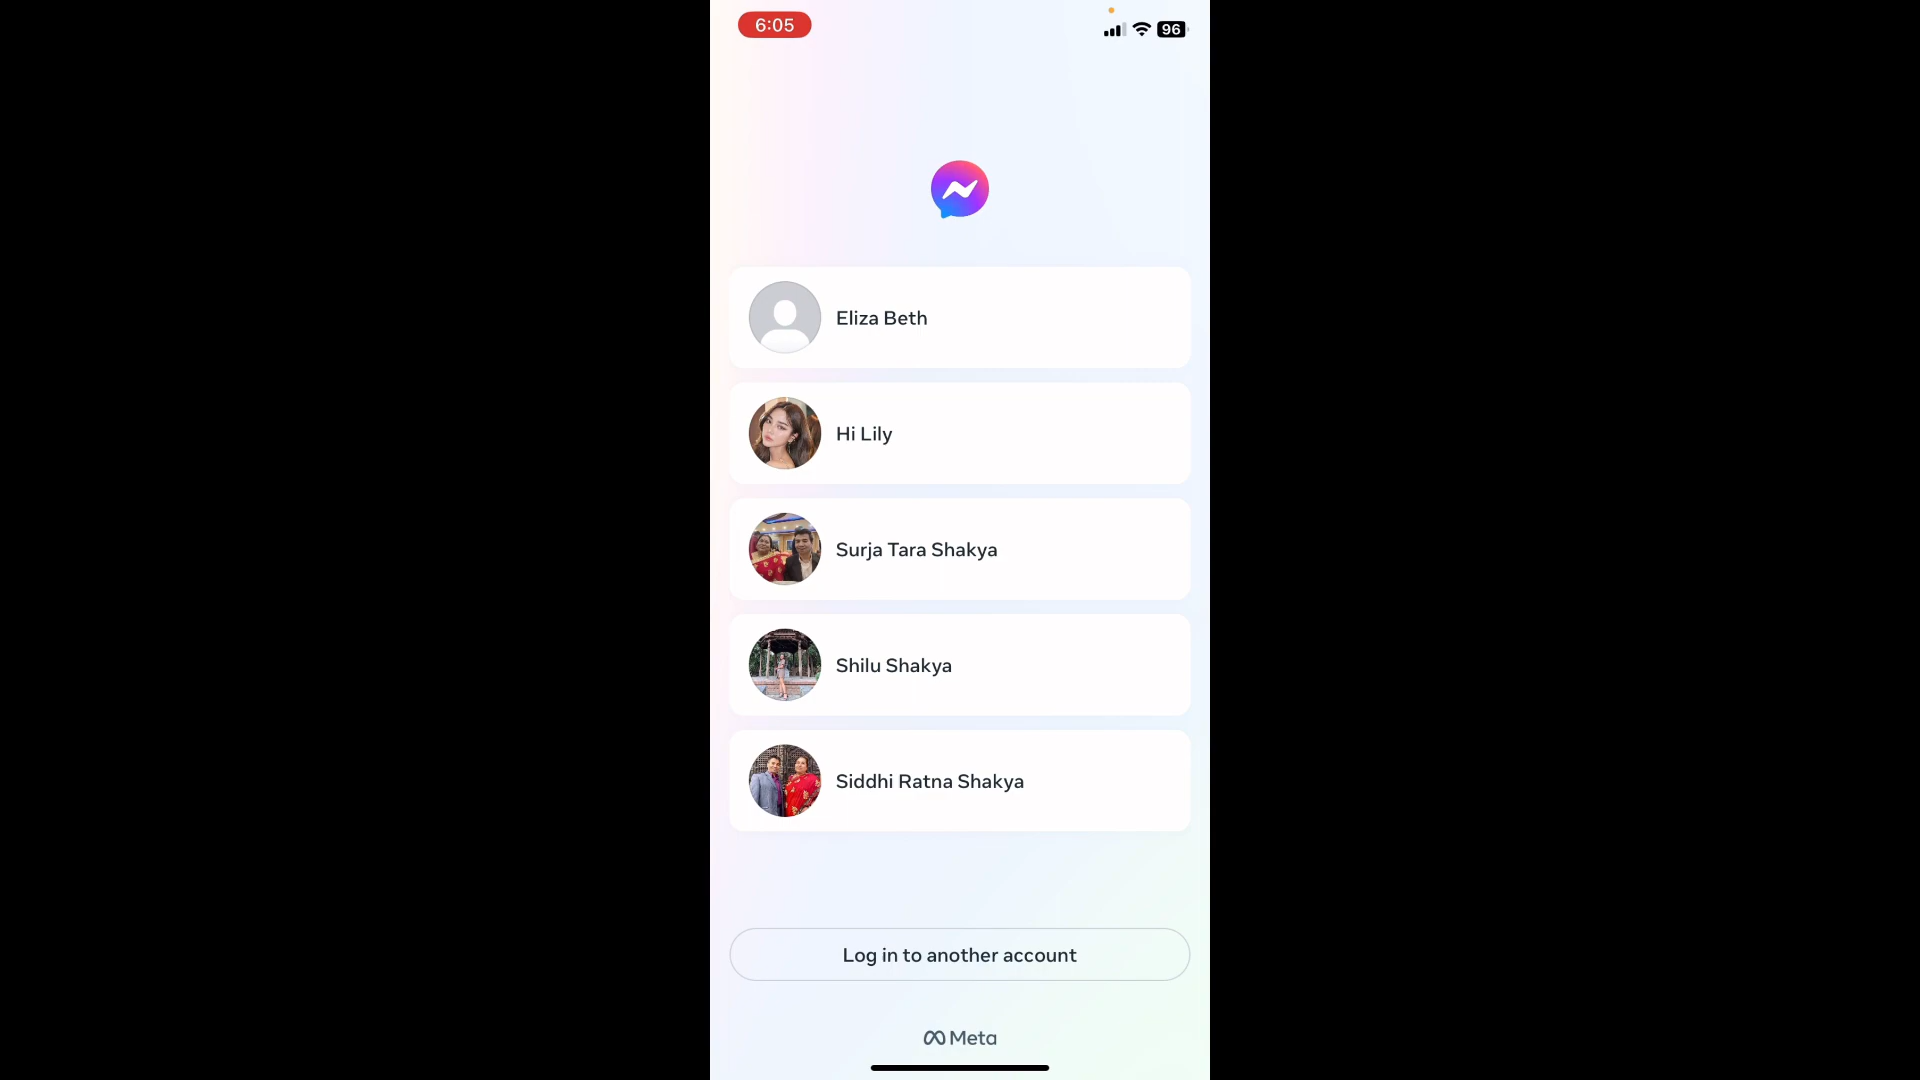 6:05
96
Eliza Beth
Hi Lily
Surja Tara Shakya
Shilu Shakya
Siddhi Ratna Shakya
Log in to another account
Meta